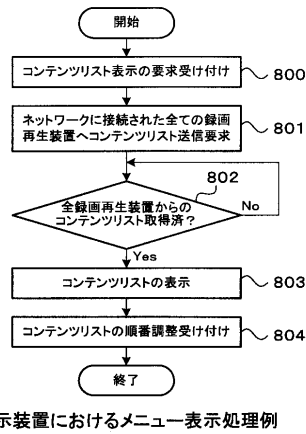 開始
コンテンツリスト表示の要求受け付け
800
ネットワークに接続された全ての録画
再生装置へコンテンツリスト送信要求
801
802
全録画再生装置からの
コンテンツリスト取得済？
No
Yes
コンテンツリストの表示
803
コンテンツリストの順番調整受け付け
804
終了
示装置におけるメニュー表示処理例